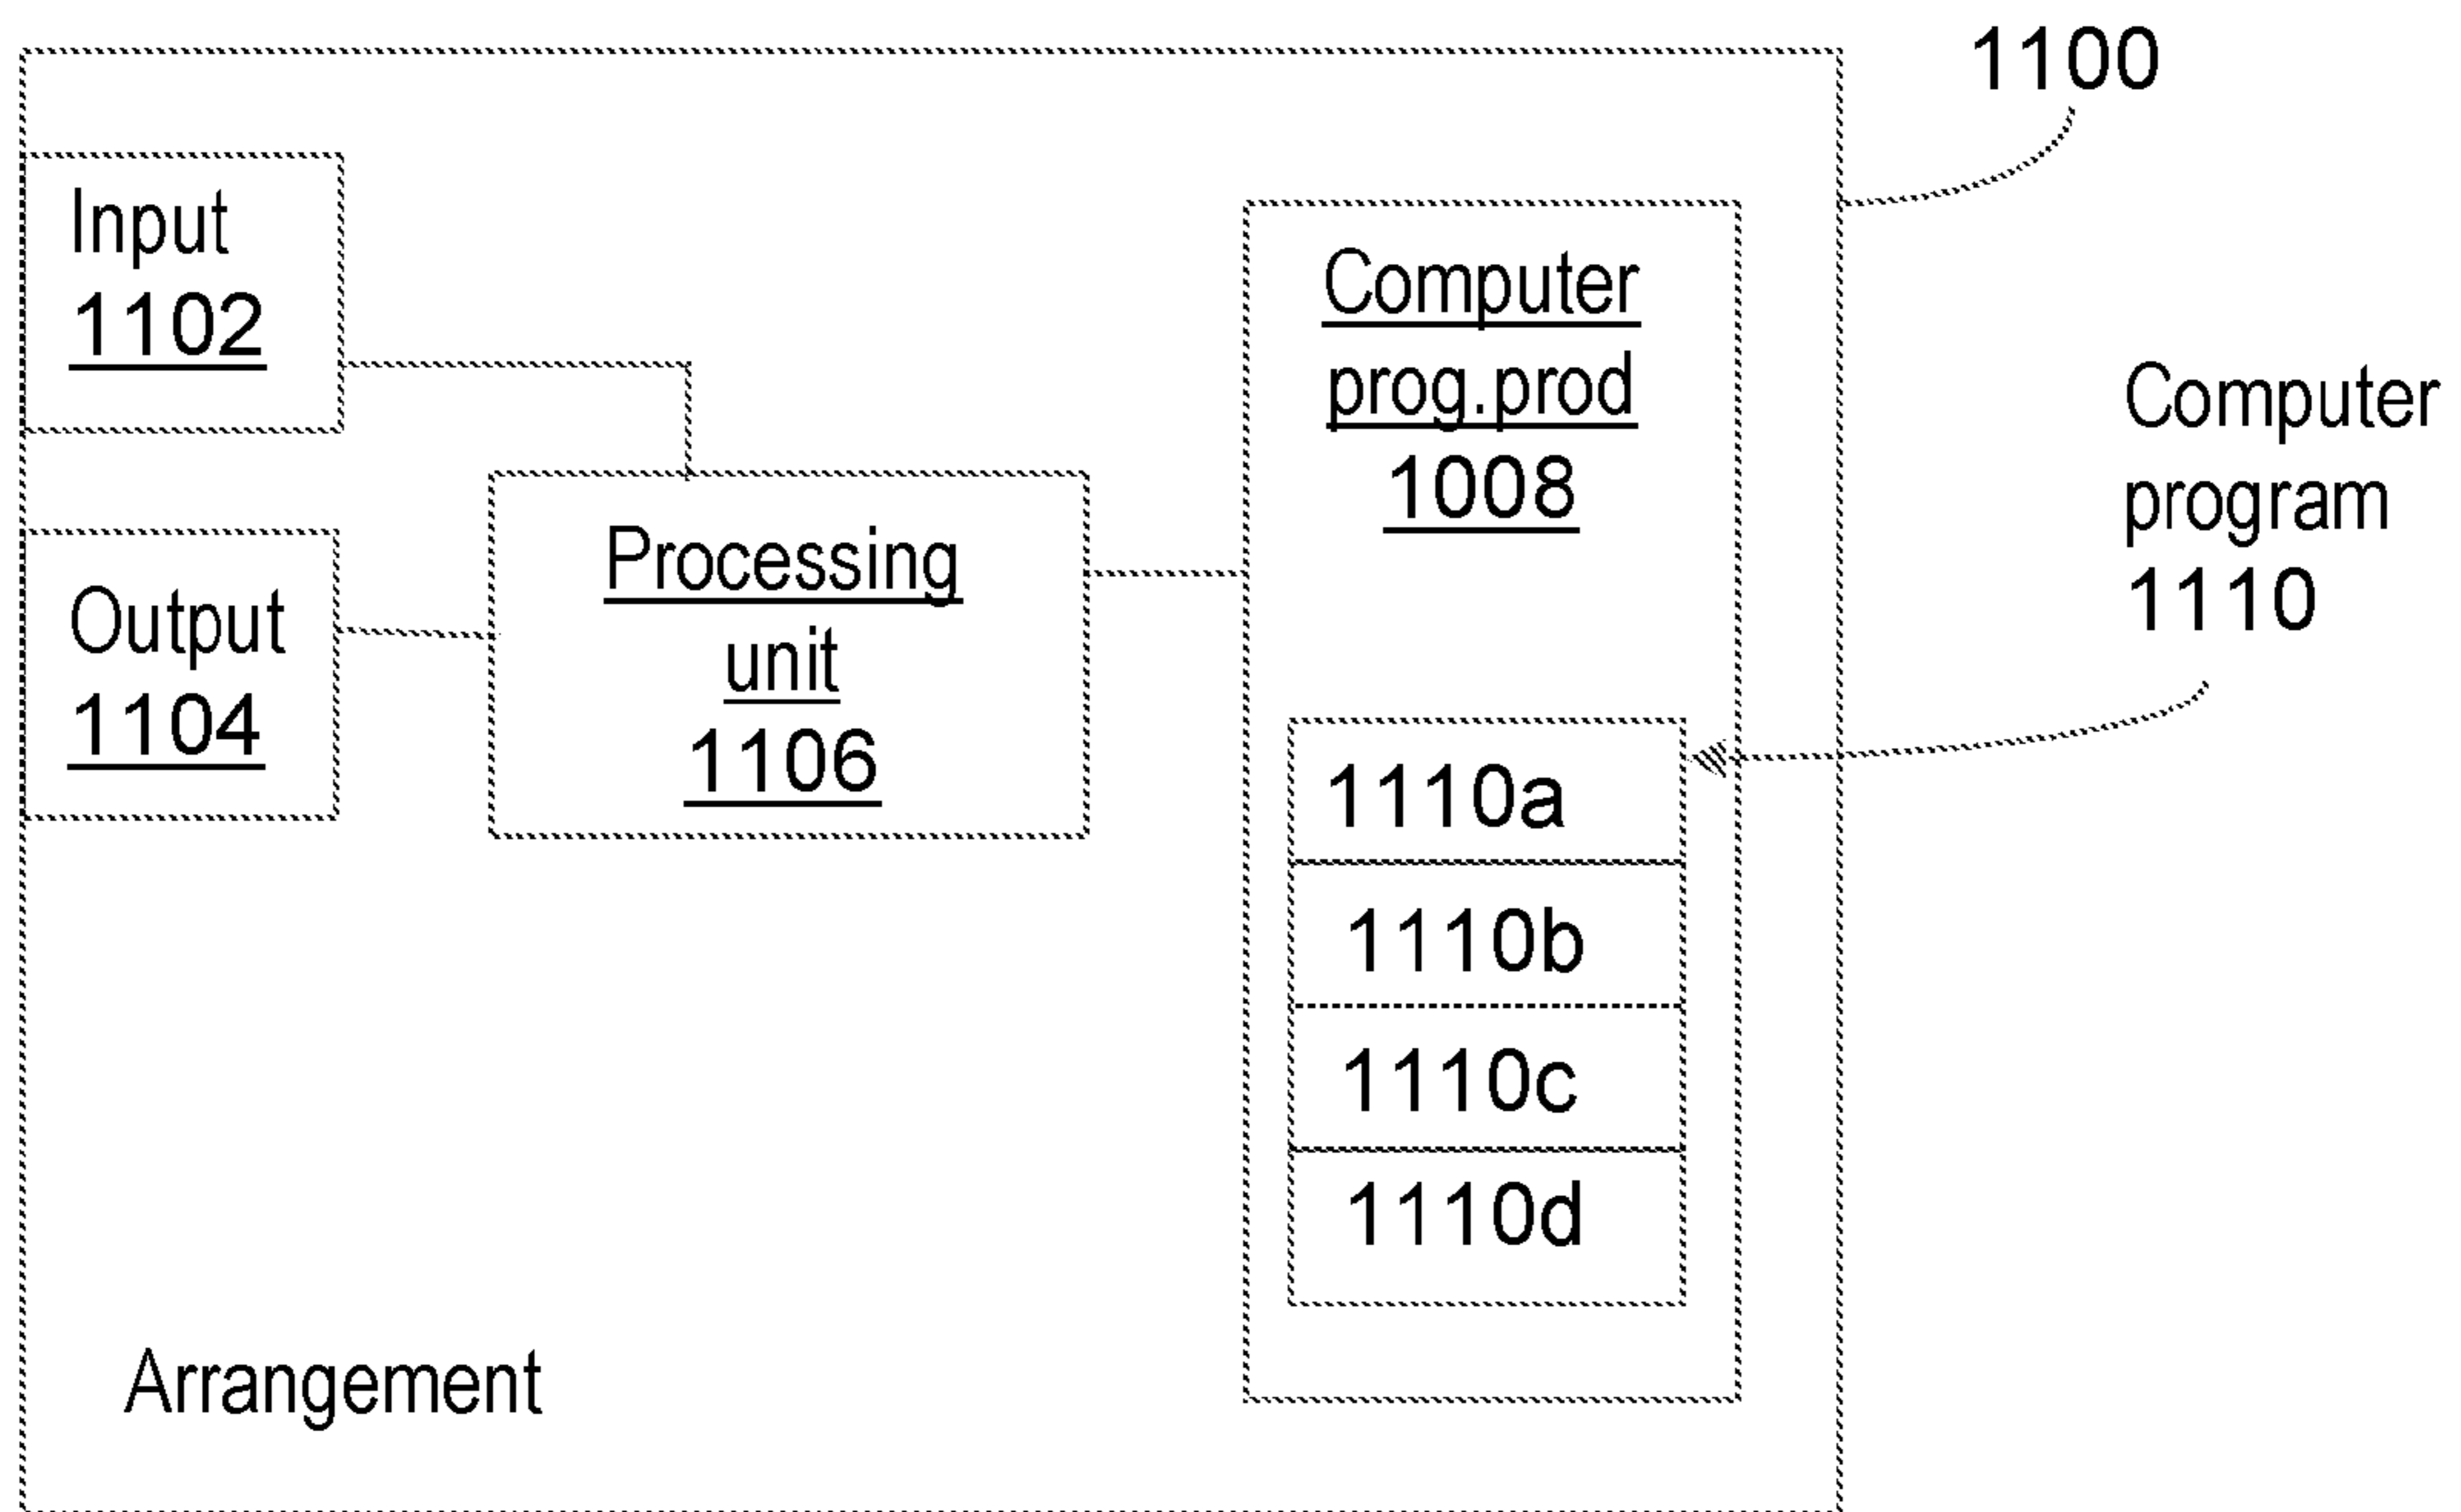 1100
Input
1102
Output
1104
Processing
unit
1106
Computer
prog.prod
1008
1110a
1110b
1110c
1110d
Computer
program
1110
Arrangement